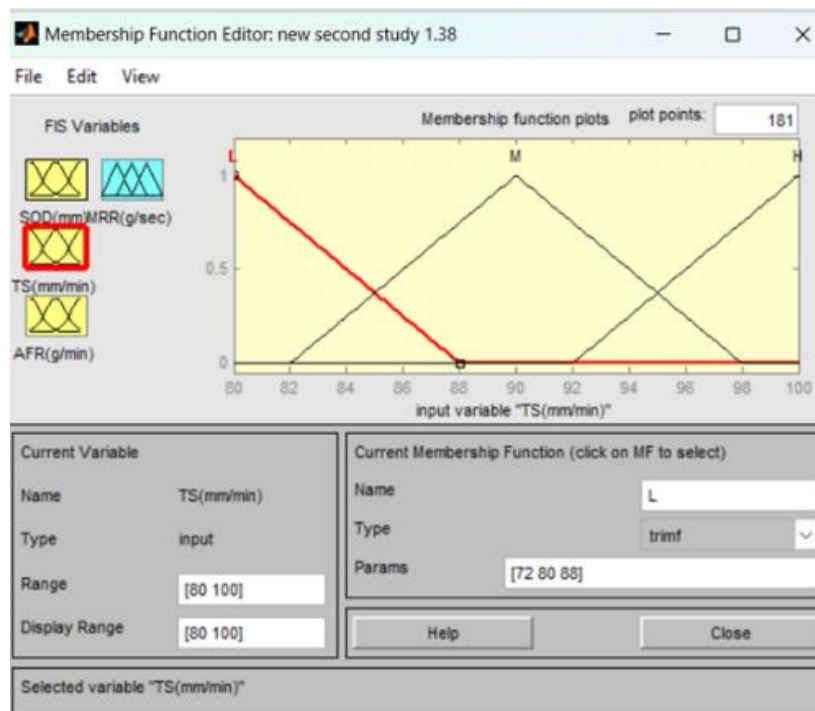 Membership Function Editor: new second study 1.38
File Edit View
FIS Variables
Membership function plots plot points: 181
L M H
SOD(mm) MRR(g/sec)
TS(mm/min)
AFR(g/min)
1
0.5
0
80 82 84 86 88 90 92 94 96 98 100
input variable "TS(mm/min)"
Current Variable
Name TS(mm/min)
Type input
Range [80 100]
Display Range [80 100]
Current Membership Function (click on MF to select)
Name L
Type trimf
Params [72 80 88]
Help Close
Selected variable "TS(mm/min)"